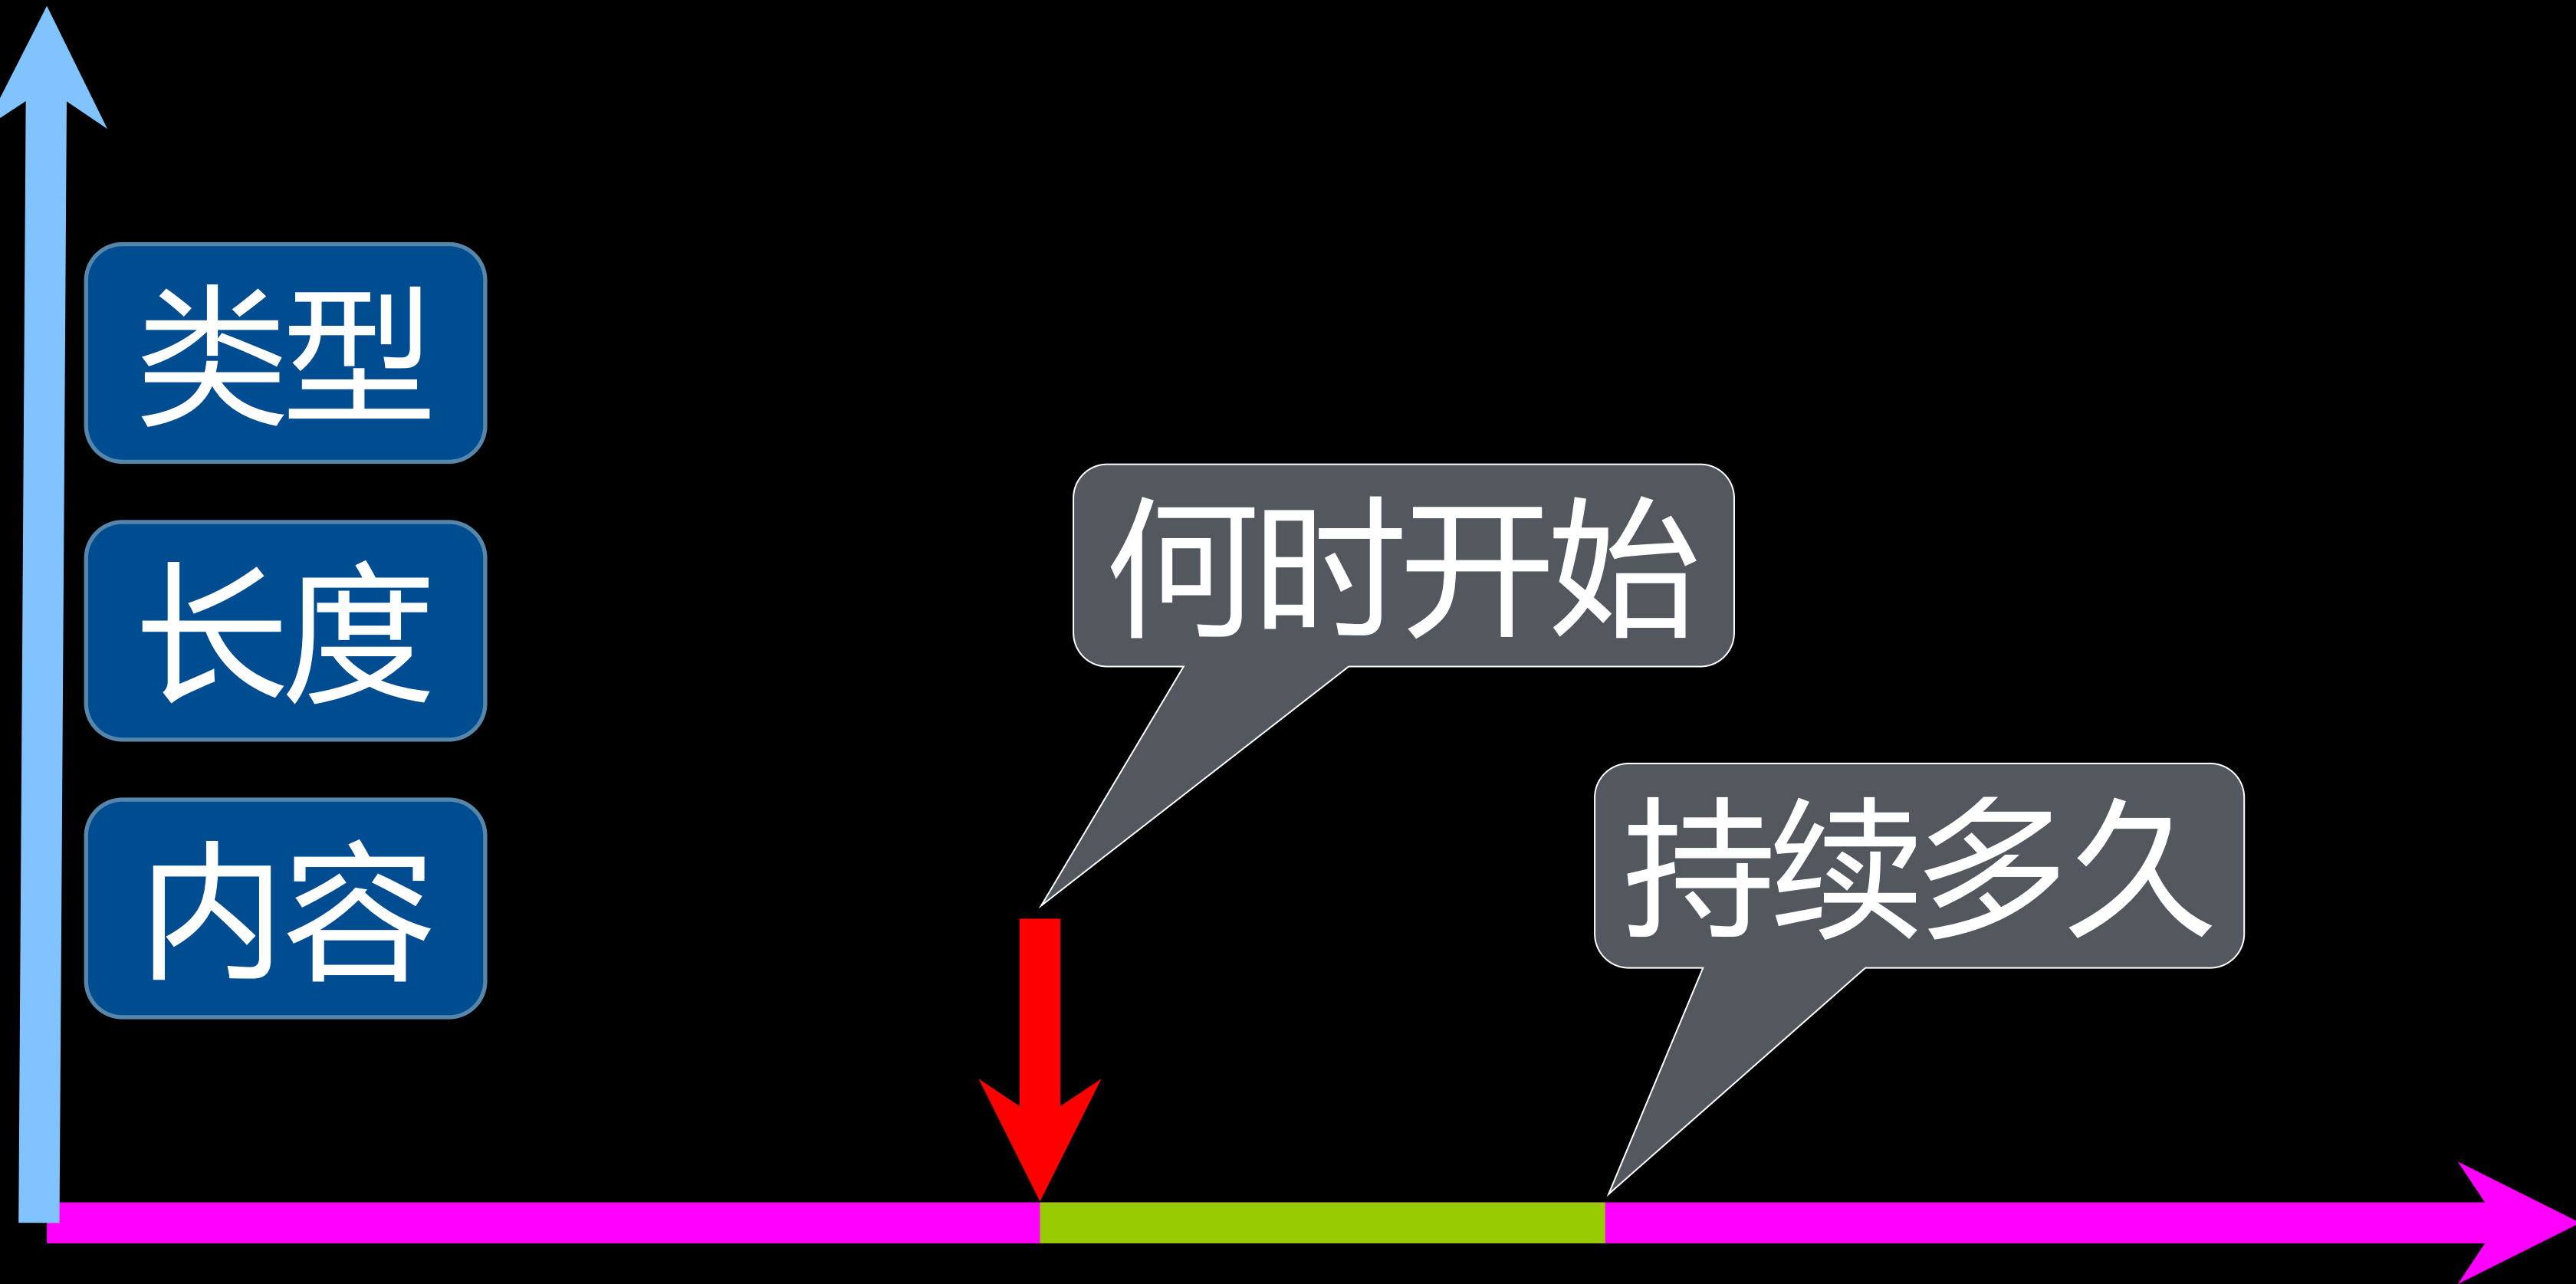 类型
长度
内容
何时开始
持续多久